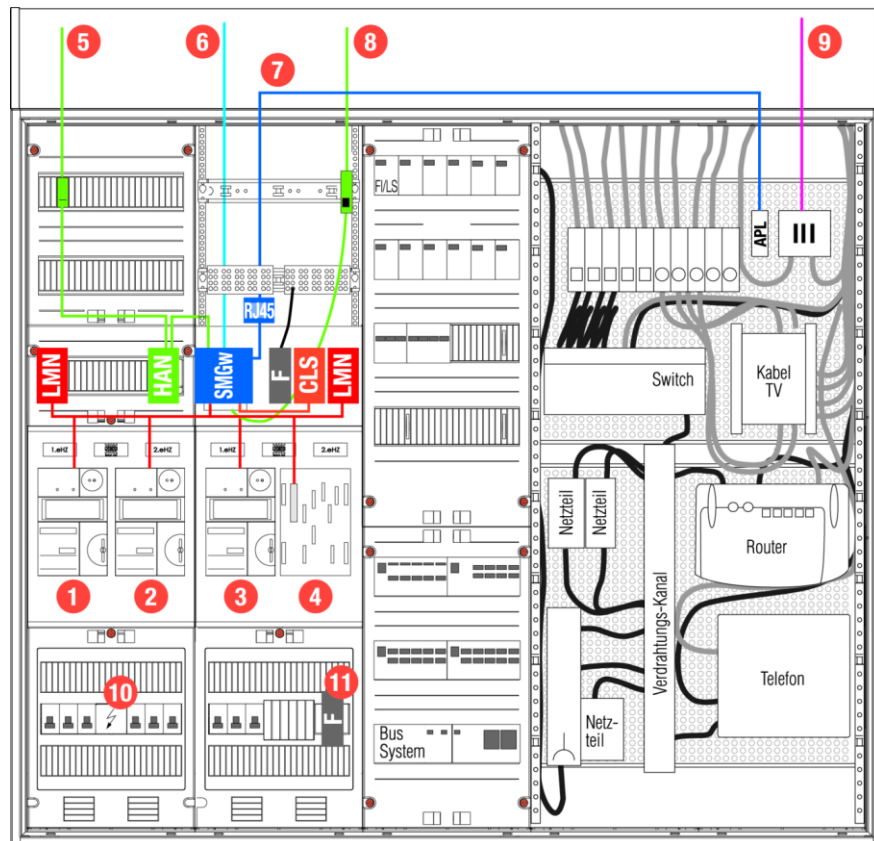 5
6
7
8
9
FI/LS
APL
RJ45
LMN
HAN
SMGw
F
CLS
LMN
Switch
Kabel
TV
1.eHZ
2.eHZ
1.eHZ
2.eHZ
Netzteil
Netzteil
Router
1
2
3
4
Verdrahtungs-Kanal
Telefon
10
11
F
Netz-
teil
Bus
System